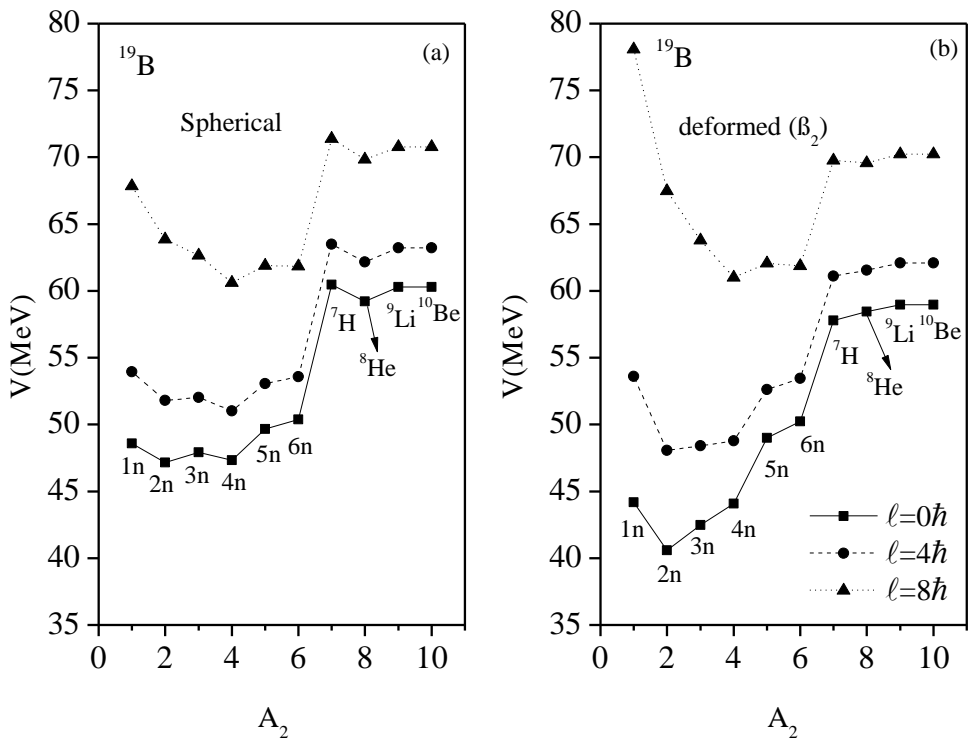 80
75
70
65
60
55
50
45
40
35
V(MeV)
0 2 4 6 8 10
A₂
¹⁹B
(a)
Spherical
1n
2n
3n
4n
5n
6n
⁷H
⁸He
⁹Li
¹⁰Be
80
75
70
65
60
55
50
45
40
35
V(MeV)
0 2 4 6 8 10
A₂
¹⁹B
(b)
deformed (ß₂)
1n
2n
3n
4n
5n
6n
⁷H
⁸He
⁹Li
¹⁰Be
ℓ=0ħ
ℓ=4ħ
ℓ=8ħ